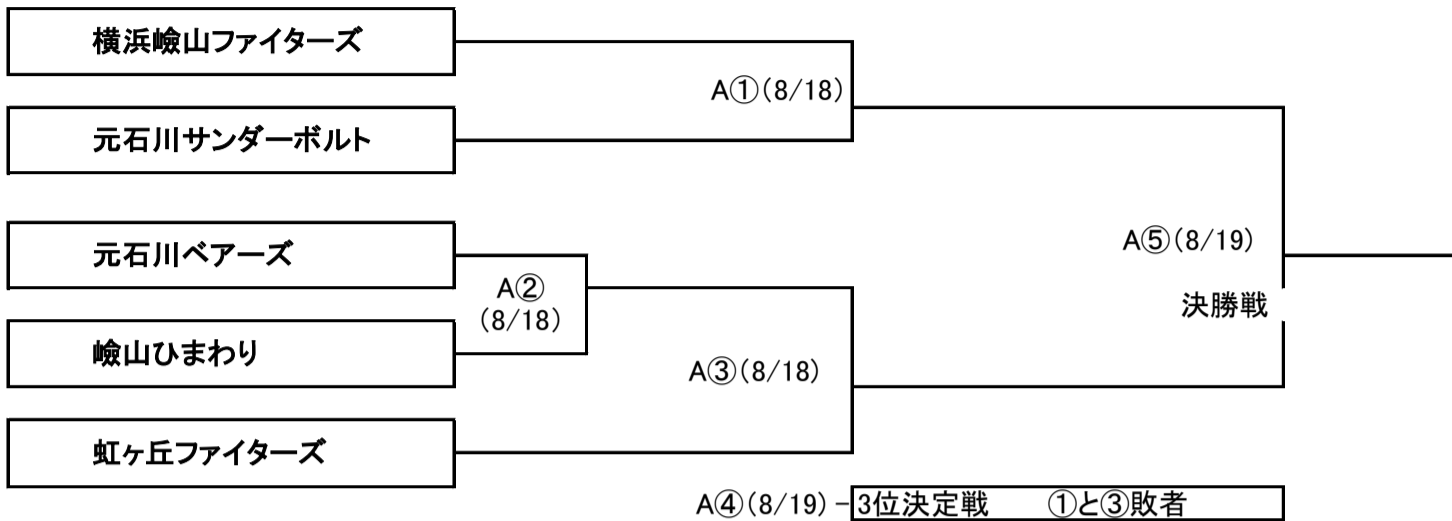 横浜嶮山ファイターズ
A①(8/18)
元石川サンダーボルト
元石川ベアーズ
A②
(8/18)
嶮山ひまわり
A③(8/18)
虹ヶ丘ファイターズ
A⑤(8/19)
決勝戦
A④(8/19) 3位決定戦 ①と③敗者